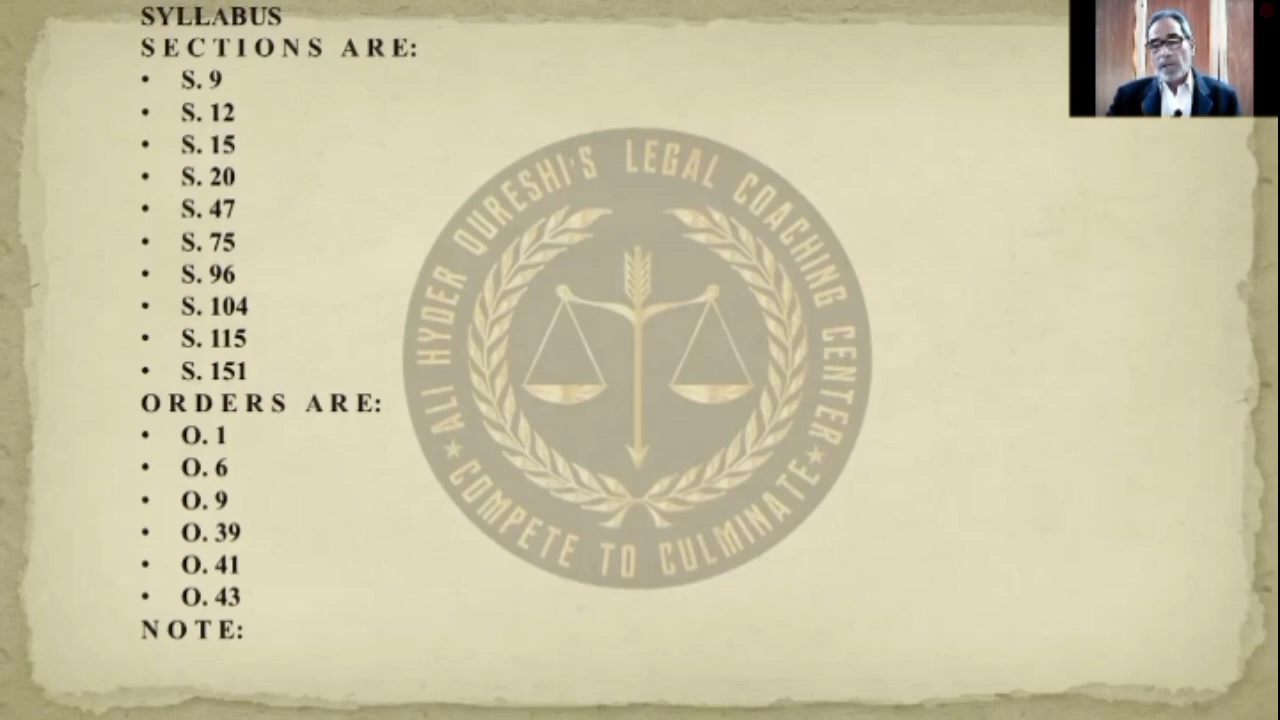 SYLLABUS
SECTIONS ARE:
• S. 9
• S. 12
• S. 15
• S. 20
• S. 47
• S. 75
• S. 96
• S. 104
• S. 115
• S. 151
ORDERS ARE:
• O. 1
• O. 6
• O. 9
• O. 39
• O. 41
• O. 43
NOTE:
ALI HYDER QURESHI'S LEGAL COACHING CENTER
★ COMPETE TO CULMINATE ★